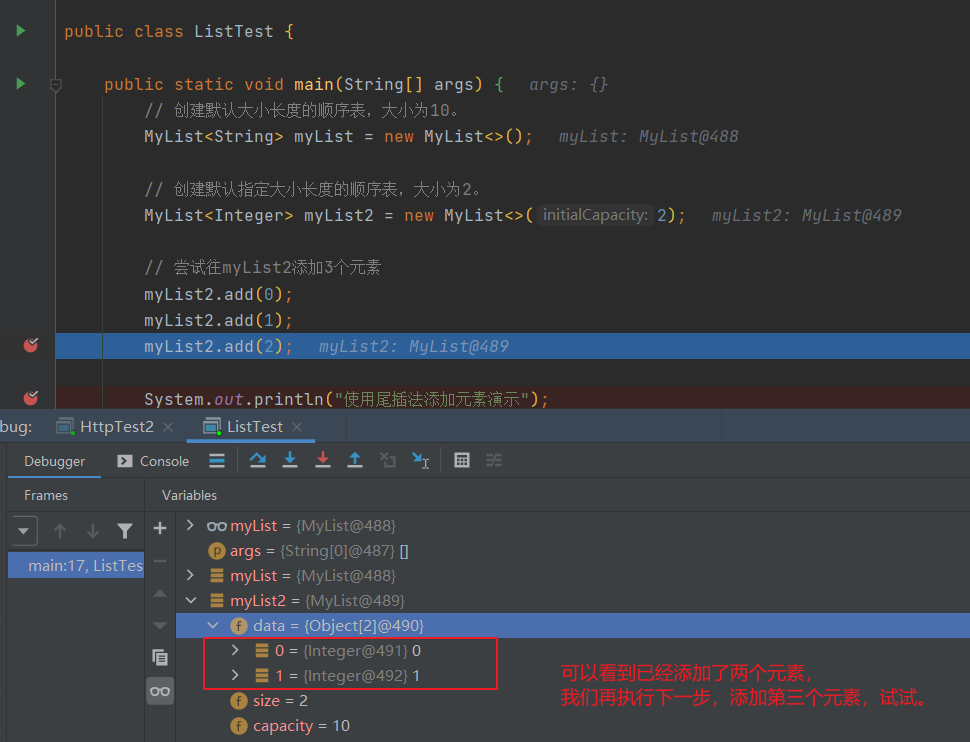 public class ListTest {
public static void main(String[] args) {   args: {}
// 创建默认大小长度的顺序表，大小为10。
MyList<String> myList = new MyList<>();   myList: MyList@488
// 创建默认指定大小长度的顺序表，大小为2。
MyList<Integer> myList2 = new MyList<>( initialCapacity: 2);   myList2: MyList@489
// 尝试往myList2添加3个元素
myList2.add(0);
myList2.add(1);
myList2.add(2);   myList2: MyList@489
System.out.println("使用尾插法添加元素演示");
bug: HttpTest2 ListTest
Debugger Console
Frames Variables
myList = {MyList@488}
args = {String[0]@487} []
main:17, ListTes
myList = {MyList@488}
myList2 = {MyList@489}
data = {Object[2]@490}
0 = {Integer@491} 0
1 = {Integer@492} 1
可以看到已经添加了两个元素，
我们再执行下一步，添加第三个元素，试试。
size = 2
capacity = 10